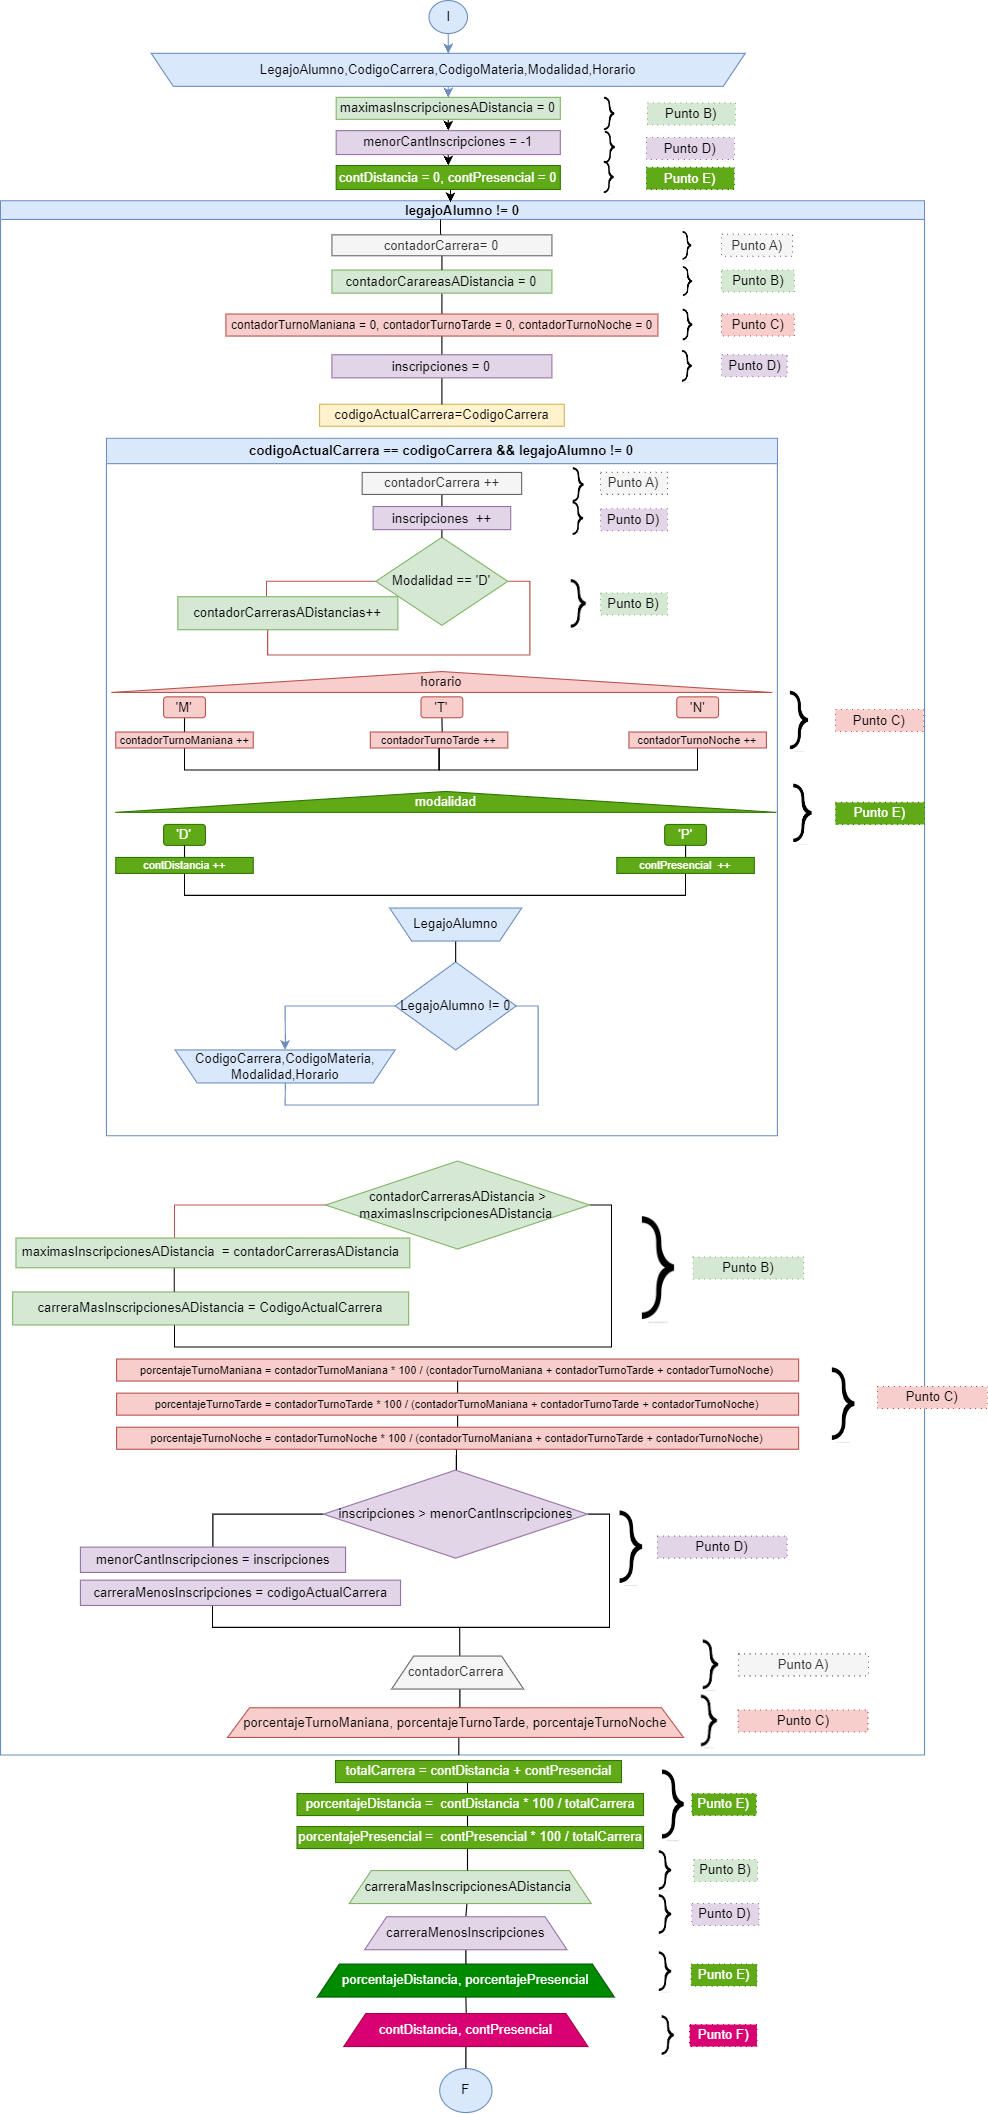 I
LegajoAlumno,CodigoCarrera,CodigoMateria,Modalidad,Horario
maximasInscripcionesADistancia = 0
Punto B)
menorCantInscripciones = -1
Punto D)
contDistancia = 0, contPresencial = 0
Punto E)
legajoAlumno != 0
contadorCarrera= 0
Punto A)
contadorCarareasADistancia = 0
Punto B)
contadorTurnoManiana = 0, contadorTurnoTarde = 0, contadorTurnoNoche = 0
Punto C)
inscripciones = 0
Punto D)
codigoActualCarrera=CodigoCarrera
codigoActualCarrera == codigoCarrera && legajoAlumno != 0
contadorCarrera ++
Punto A)
inscripciones  ++
Punto D)
Modalidad == 'D'
contadorCarrerasADistancias++
Punto B)
horario
'M'
'T'
'N'
Punto C)
contadorTurnoManiana ++
contadorTurnoTarde ++
contadorTurnoNoche ++
modalidad
Punto E)
'D'
'P'
contDistancia ++
contPresencial  ++
LegajoAlumno
LegajoAlumno != 0
CodigoCarrera,CodigoMateria,
Modalidad,Horario
contadorCarrerasADistancia >
maximasInscripcionesADistancia
maximasInscripcionesADistancia  = contadorCarrerasADistancia
Punto B)
carreraMasInscripcionesADistancia = CodigoActualCarrera
porcentajeTurnoManiana = contadorTurnoManiana * 100 / (contadorTurnoManiana + contadorTurnoTarde + contadorTurnoNoche)
Punto C)
porcentajeTurnoTarde = contadorTurnoTarde * 100 / (contadorTurnoManiana + contadorTurnoTarde + contadorTurnoNoche)
porcentajeTurnoNoche = contadorTurnoNoche * 100 / (contadorTurnoManiana + contadorTurnoTarde + contadorTurnoNoche)
inscripciones > menorCantInscripciones
Punto D)
menorCantInscripciones = inscripciones
carreraMenosInscripciones = codigoActualCarrera
contadorCarrera
Punto A)
porcentajeTurnoManiana, porcentajeTurnoTarde, porcentajeTurnoNoche
Punto C)
totalCarrera = contDistancia + contPresencial
porcentajeDistancia =  contDistancia * 100 / totalCarrera
Punto E)
porcentajePresencial =  contPresencial * 100 / totalCarrera
carreraMasInscripcionesADistancia
Punto B)
carreraMenosInscripciones
Punto D)
porcentajeDistancia, porcentajePresencial
Punto E)
contDistancia, contPresencial
Punto F)
F